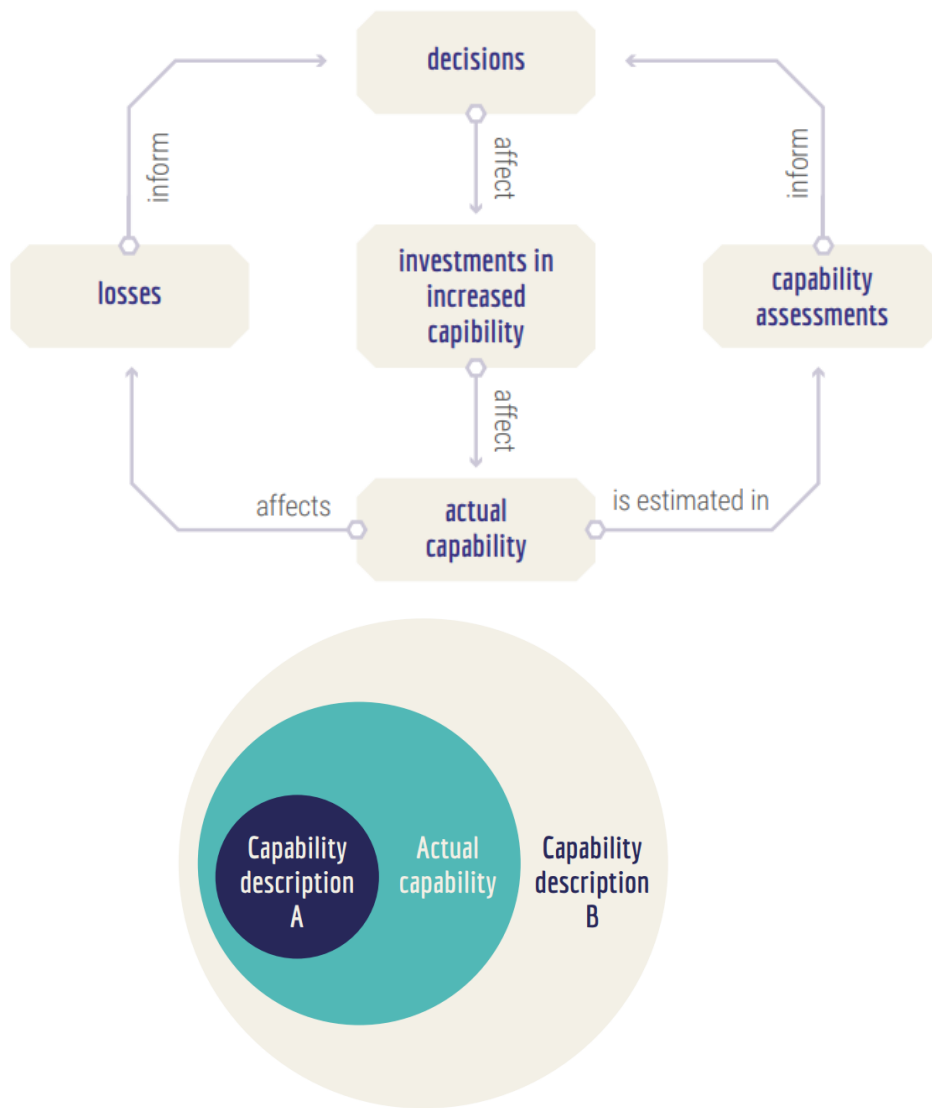 decisions
inform
affect
inform
losses
investments in
increased
capibility
capability
assessments
affect
affects
actual
capability
is estimated in
Capability
description
A
Actual
capability
Capability
description
B